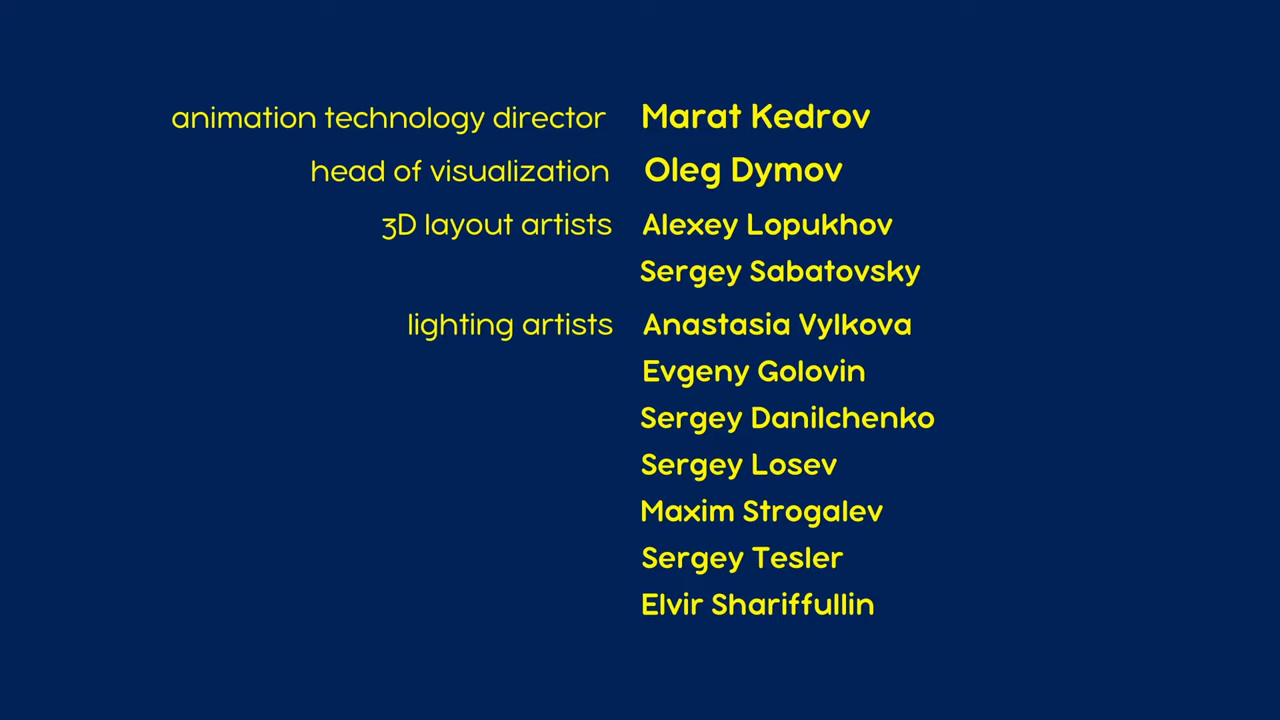 animation technology director Marat Kedrov
head of visualization Oleg Dymov
3D layout artists Alexey Lopukhov
Sergey Sabatovsky
lighting artists Anastasia Vylkova
Evgeny Golovin
Sergey Danilchenko
Sergey Losev
Maxim Strogalev
Sergey Tesler
Elvir Shariffullin